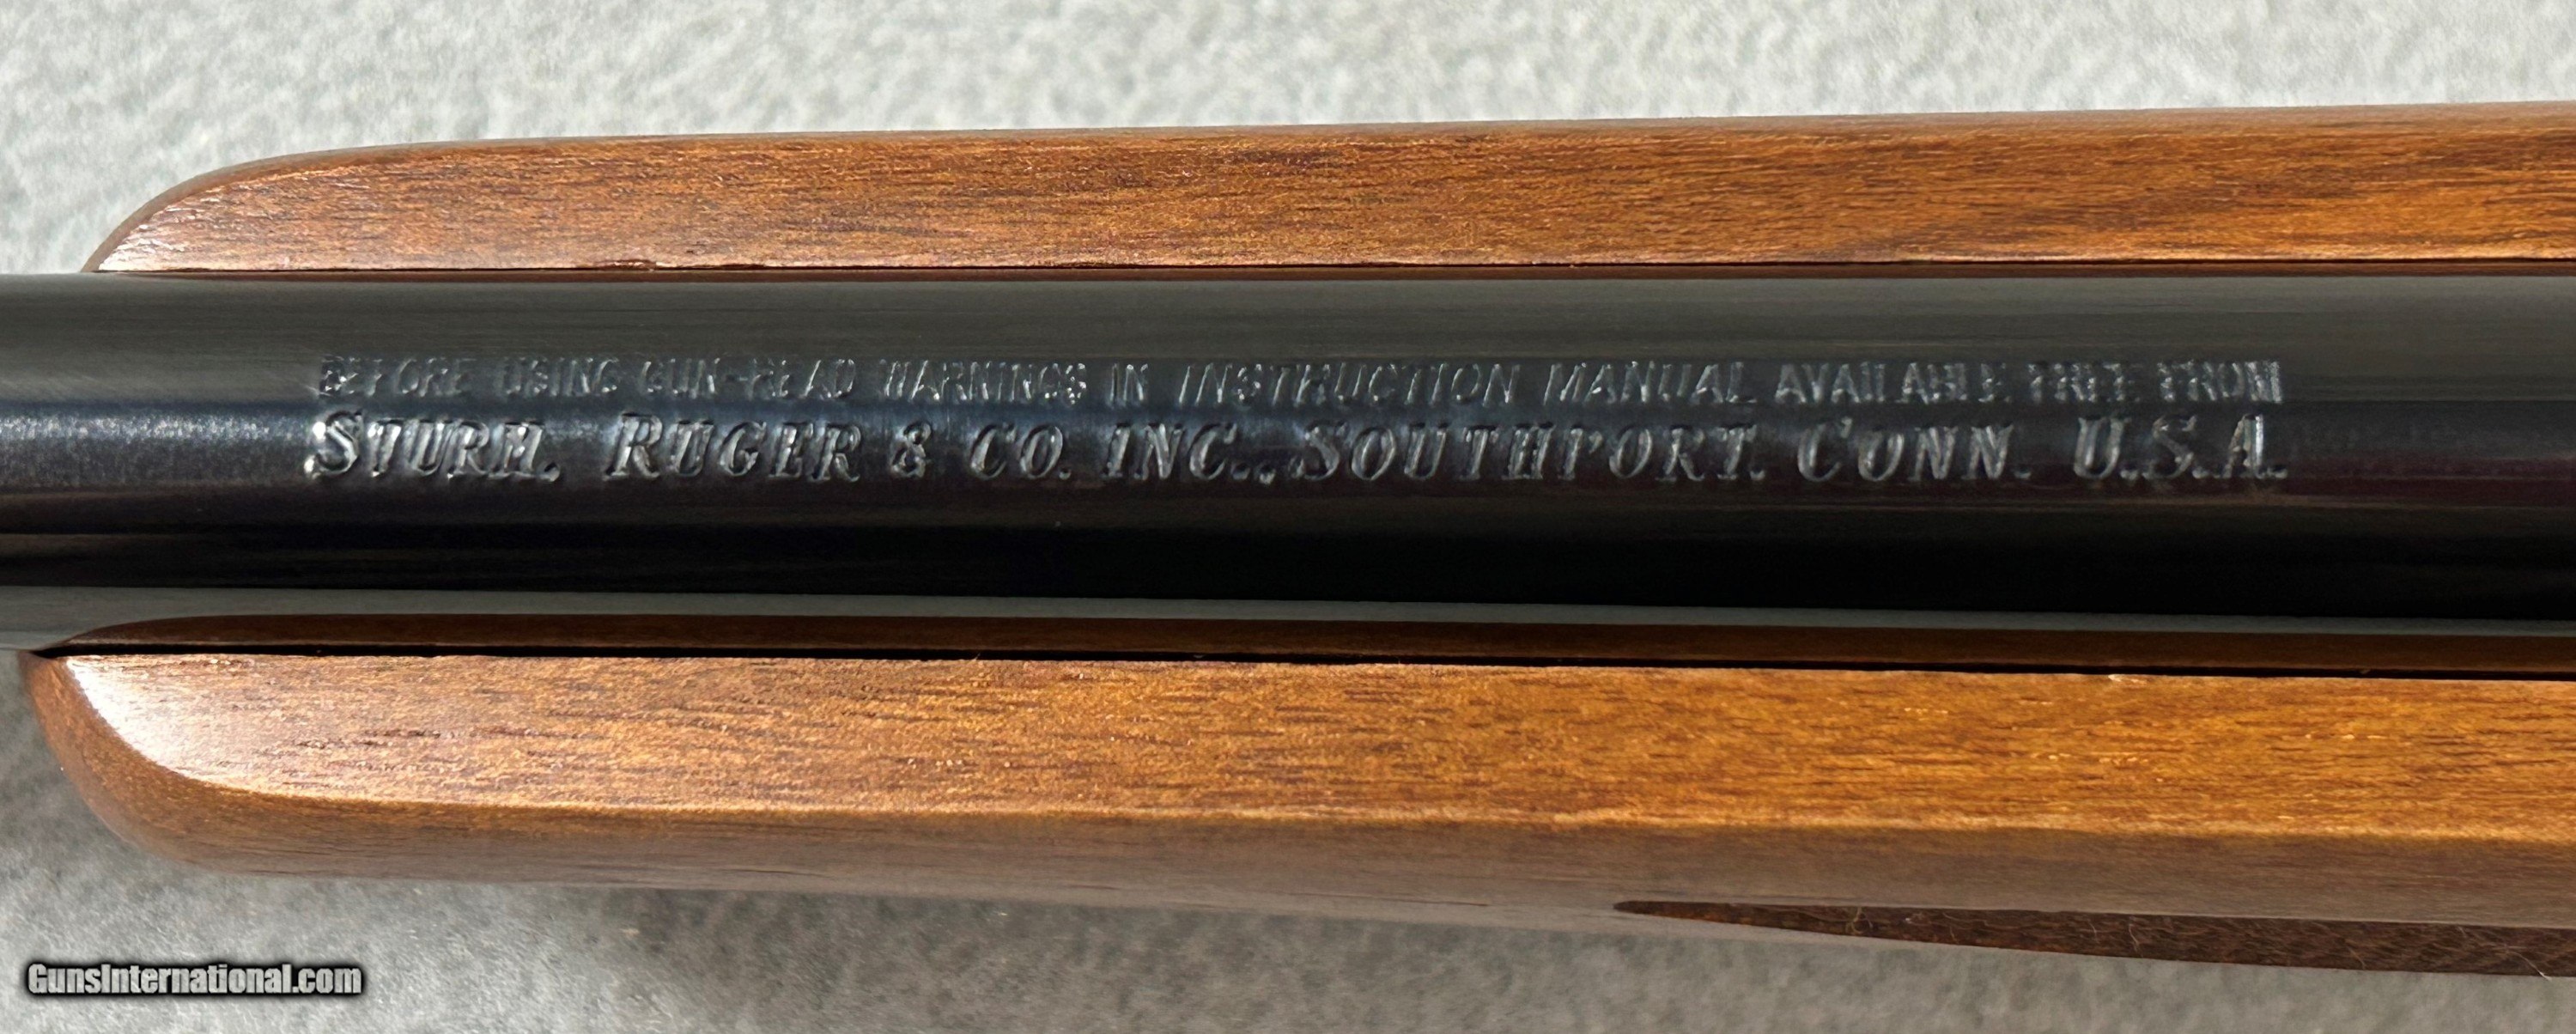 BEFORE USING GUN-READ WARNINGS IN INSTRUCTION MANUAL AVAILABLE FREE FROM
STURM, RUGER & CO. INC., SOUTHPORT, CONN. U.S.A.
GunsInternational.com